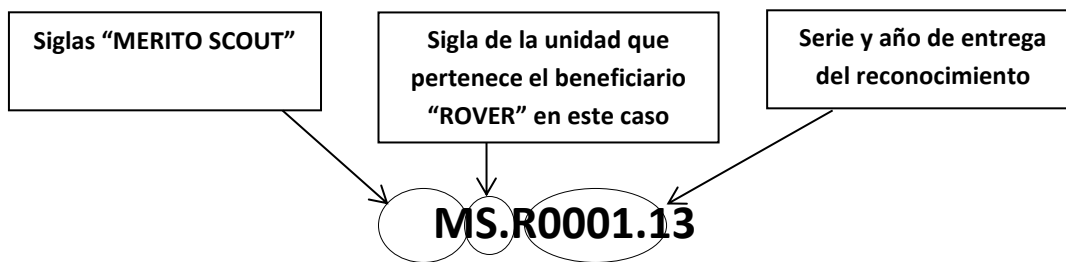 Siglas “MERITO SCOUT”
Sigla de la unidad que
pertenece el beneficiario
“ROVER” en este caso
Serie y año de entrega
del reconocimiento
MS.R0001.13